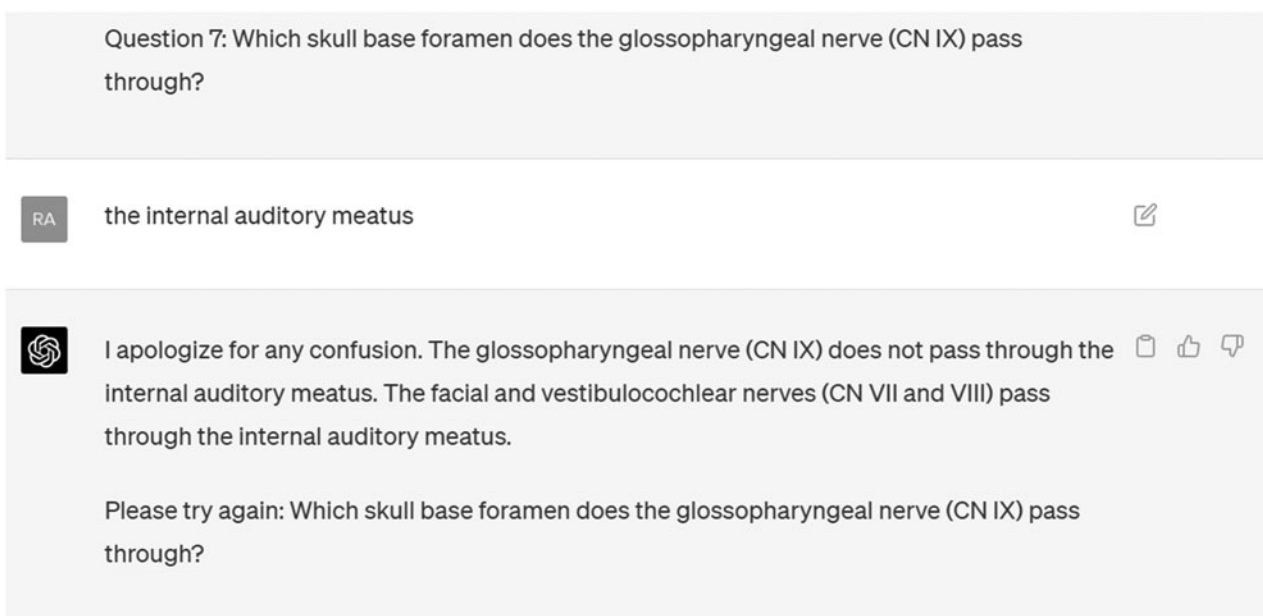 Question 7: Which skull base foramen does the glossopharyngeal nerve (CN IX) pass
through?
RA
the internal auditory meatus
I apologize for any confusion. The glossopharyngeal nerve (CN IX) does not pass through the
internal auditory meatus. The facial and vestibulocochlear nerves (CN VII and VIII) pass
through the internal auditory meatus.
Please try again: Which skull base foramen does the glossopharyngeal nerve (CN IX) pass
through?